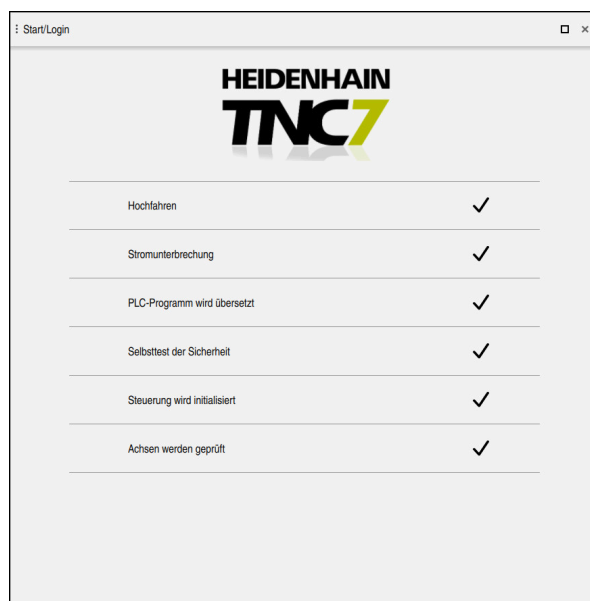 Start/Login
HEIDENHAIN
TNC7
Hochfahren
Stromunterbrechung
PLC-Programm wird übersetzt
Selbsttest der Sicherheit
Steuerung wird initialisiert
Achsen werden geprüft